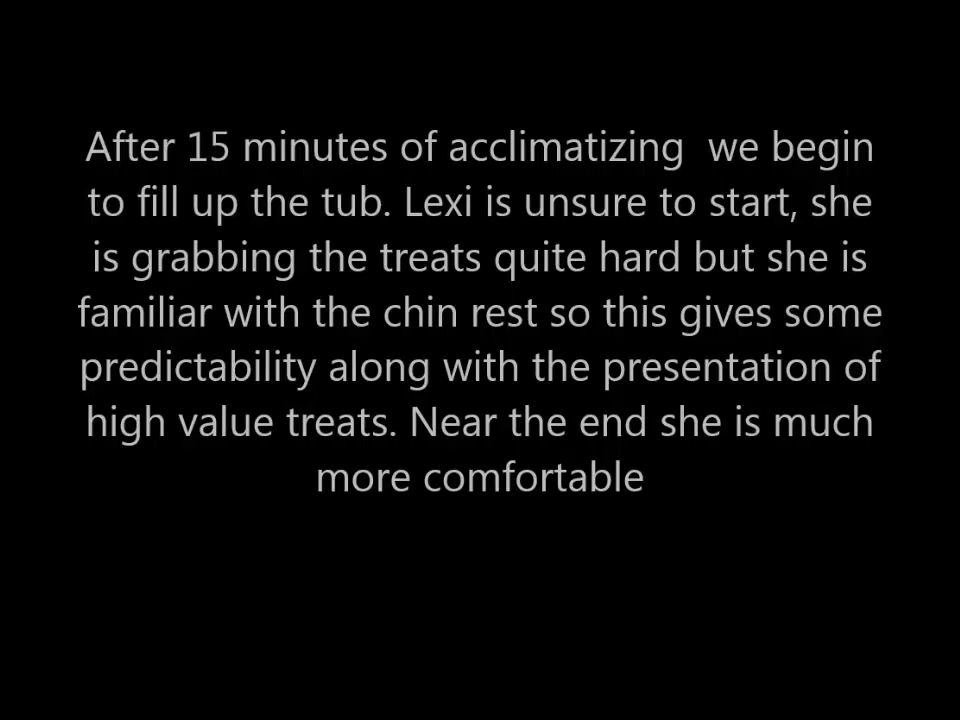 After 15 minutes of acclimatizing  we begin
to fill up the tub. Lexi is unsure to start, she
is grabbing the treats quite hard but she is
familiar with the chin rest so this gives some
predictability along with the presentation of
high value treats. Near the end she is much
more comfortable